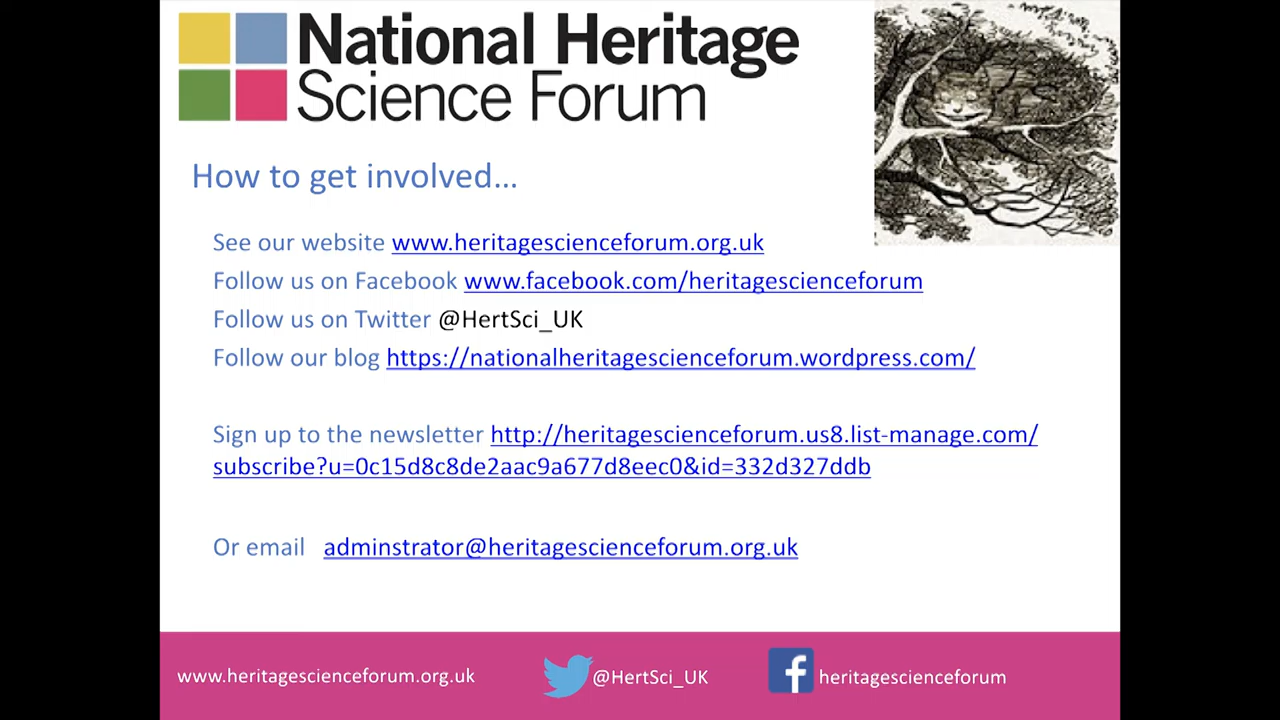 National Heritage
Science Forum
How to get involved...
See our website www.heritagescienceforum.org.uk
Follow us on Facebook www.facebook.com/heritagescienceforum
Follow us on Twitter @HertSci_UK
Follow our blog https://nationalheritagescienceforum.wordpress.com/
Sign up to the newsletter http://heritagescienceforum.us8.list-manage.com/
subscribe?u=0c15d8c8de2aac9a677d8eec0&id=332d327ddb
Or email adminstrator@heritagescienceforum.org.uk
www.heritagescienceforum.org.uk @HertSci_UK heritagescienceforum